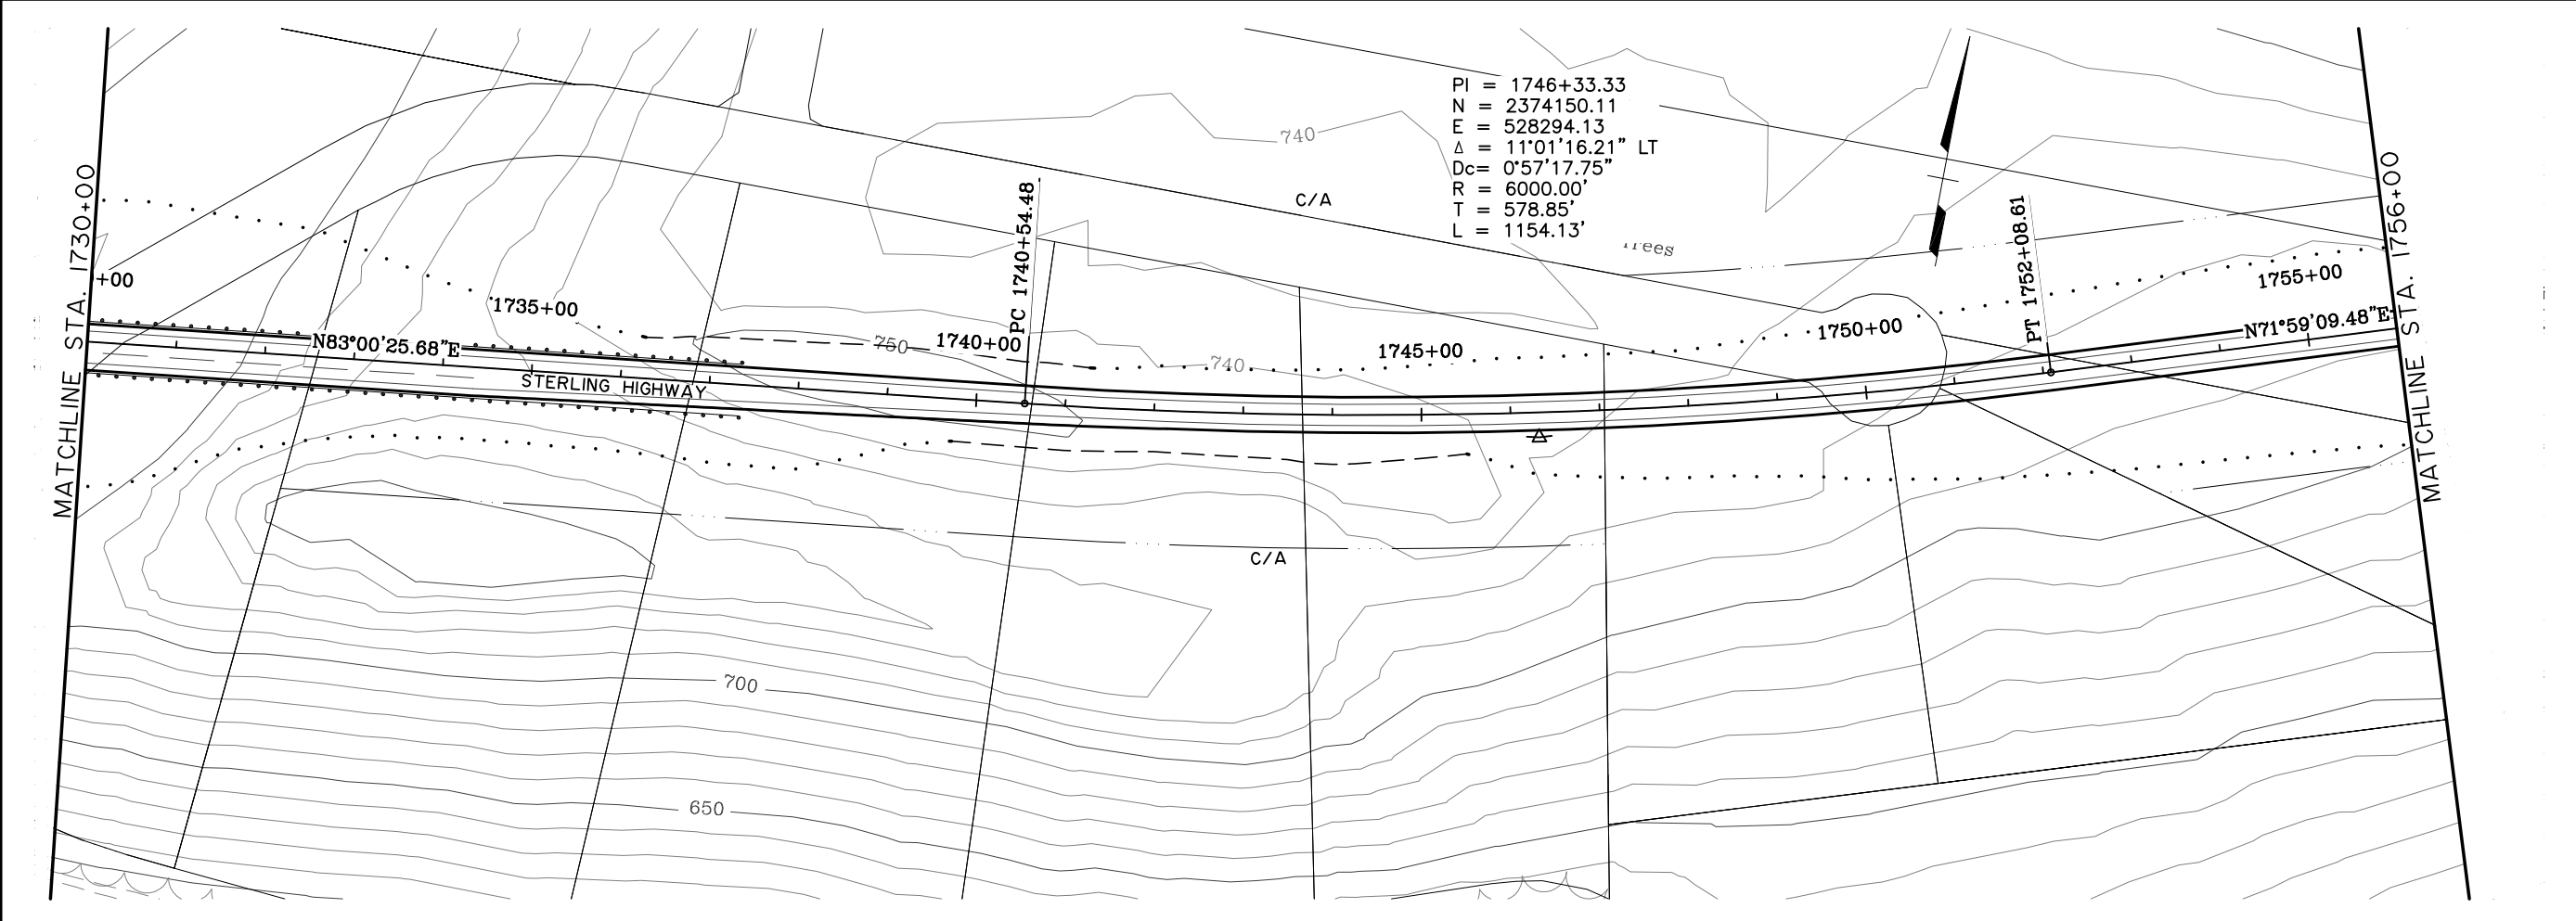 PI = 1746+33.33
N = 2374150.11
E = 528294.13
Δ = 11°01'16.21" LT
Dc= 0°57'17.75"
R = 6000.00'
T = 578.85'
L = 1154.13'
740
C/A
Trees
MATCHLINE STA. 1730+00
+00
1735+00
PC 1740+54.48
1740+00
750
740
1745+00
1750+00
PT 1752+08.61
1755+00
MATCHLINE STA. 1756+00
N83°00'25.68"E
N71°59'09.48"E
STERLING HIGHWAY
C/A
700
650